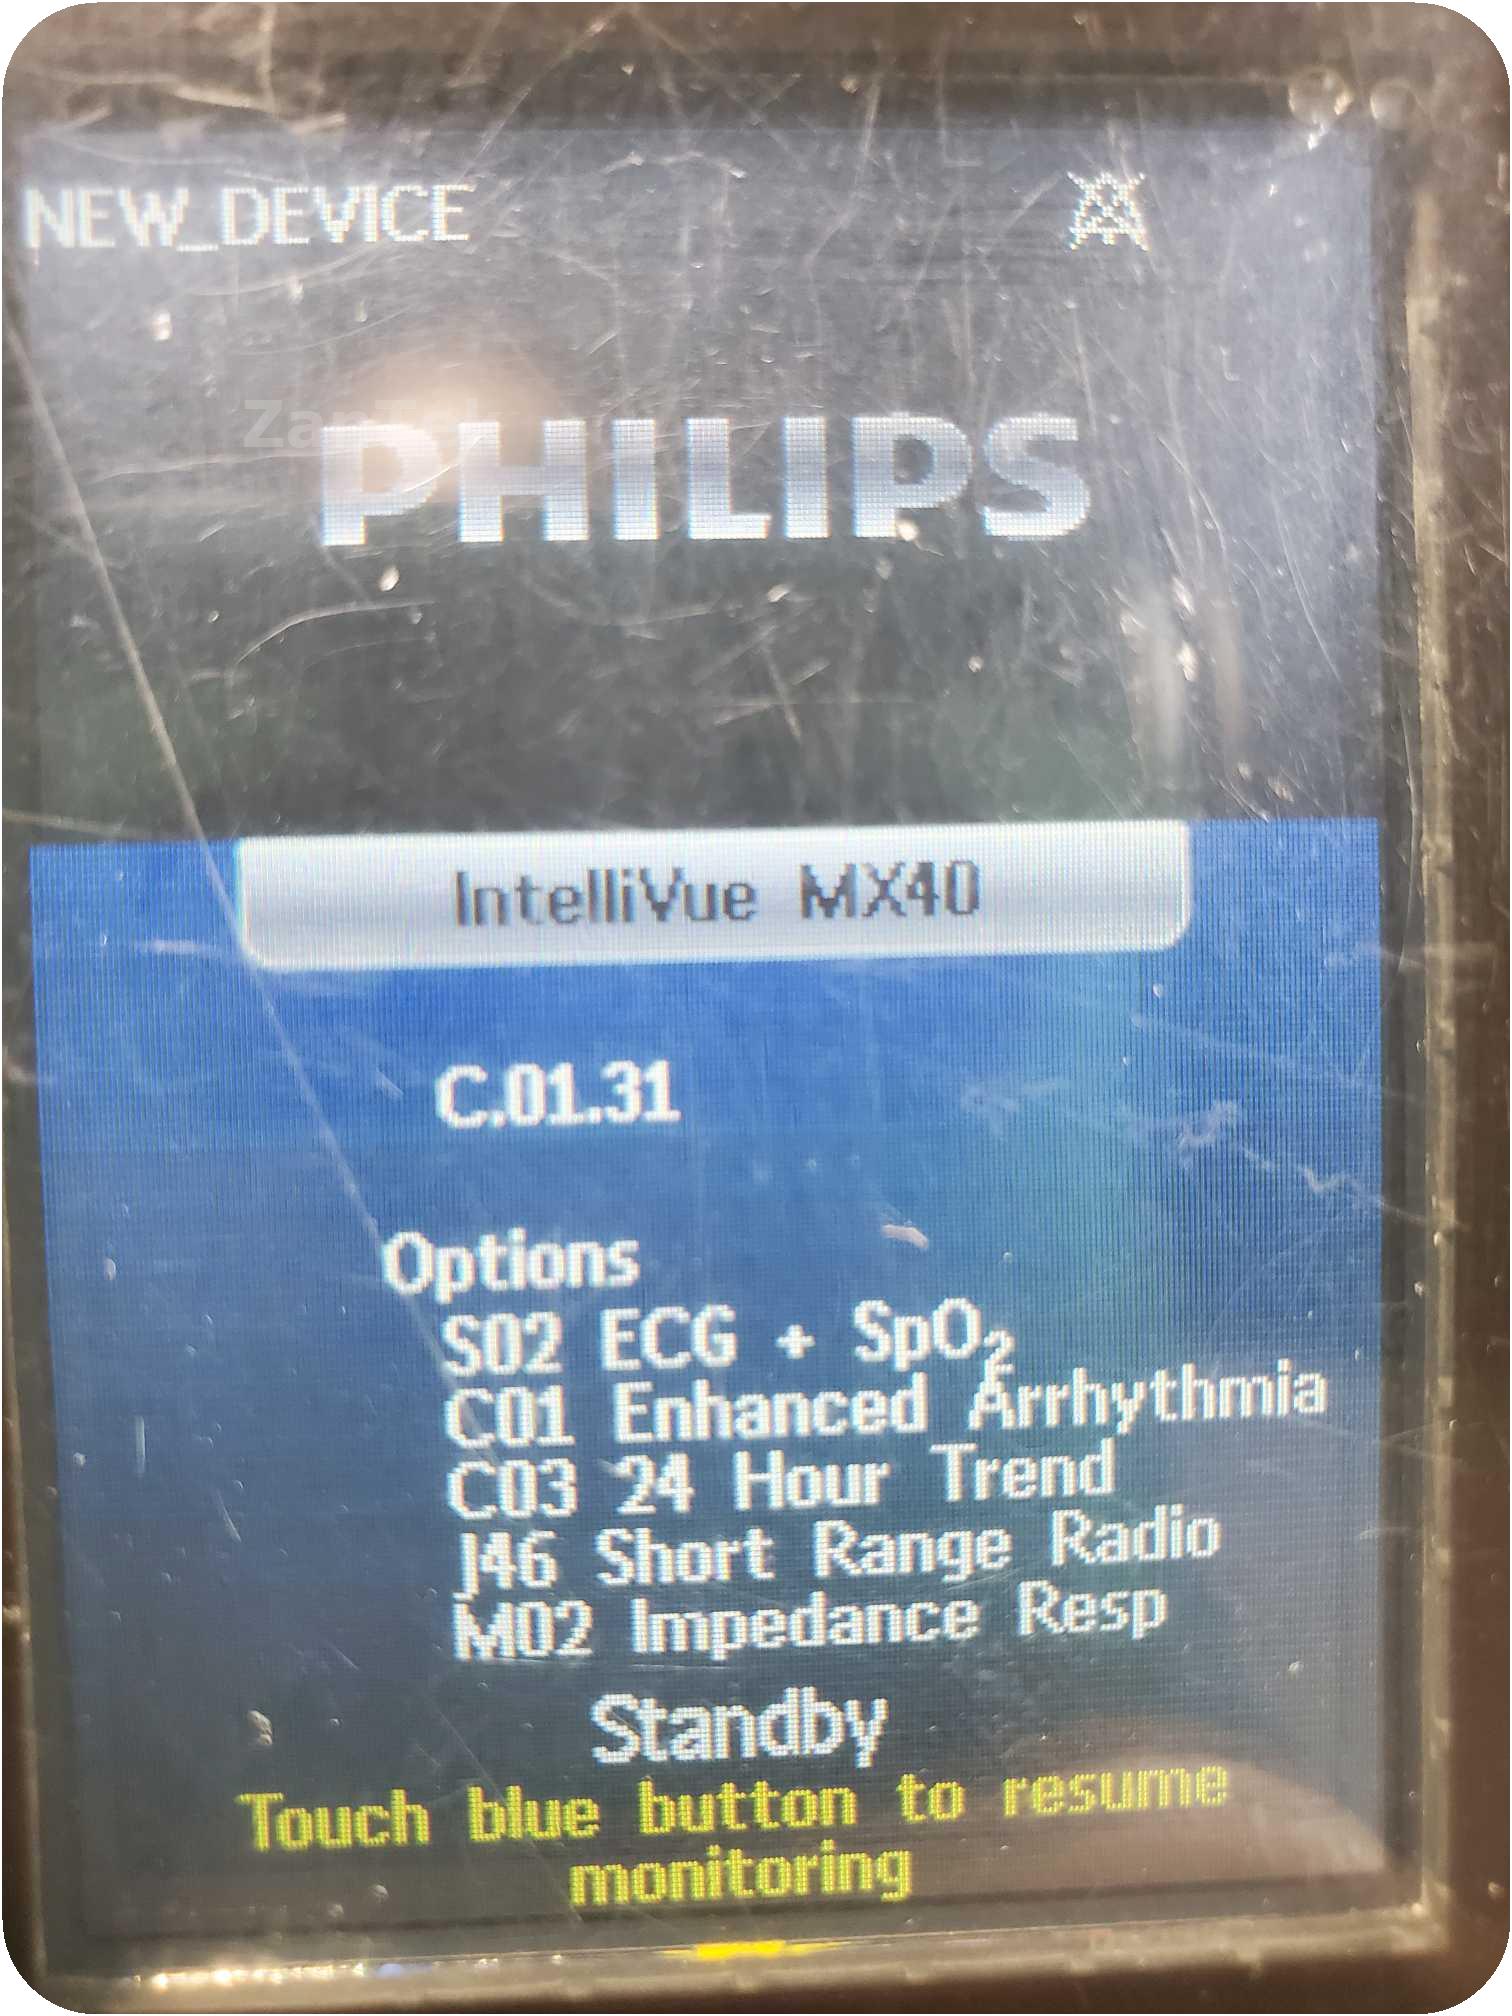 NEW_DEVICE
ZanTek
PHILIPS
IntelliVue MX40
C.01.31
Options
S02 ECG + SpO₂
C01 Enhanced Arrhythmia
C03 24 Hour Trend
J46 Short Range Radio
M02 Impedance Resp
Standby
Touch blue button to resume
monitoring